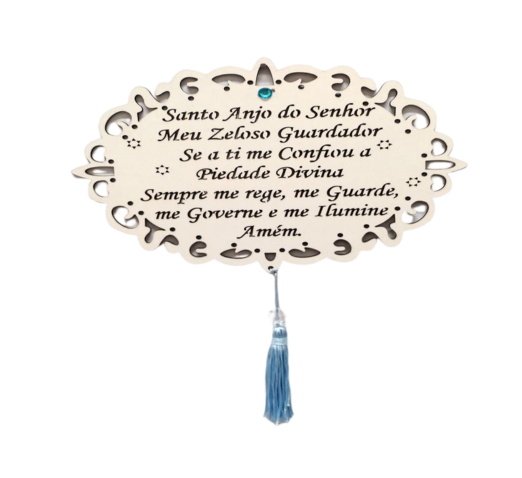 Santo Anjo do Senhor
Meu Zeloso Guardador
Se a ti me Confiou a
Piedade Divina
Sempre me rege, me Guarde,
me Governe e me Ilumine
Amém.